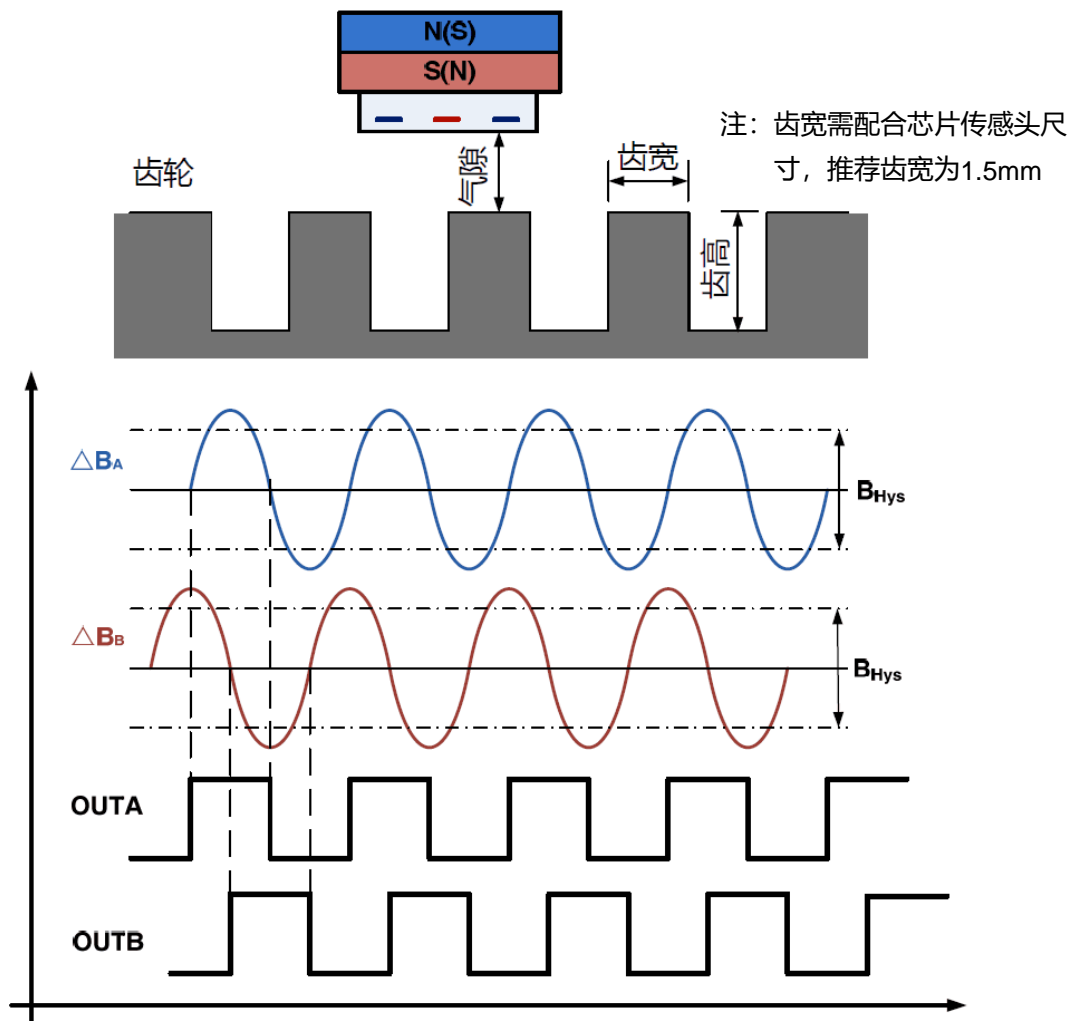 N(S)
S(N)
注：齿宽需配合芯片传感头尺
寸，推荐齿宽为1.5mm
齿轮
气隙
齿宽
齿高
△BA
BHys
△BB
BHys
OUTA
OUTB